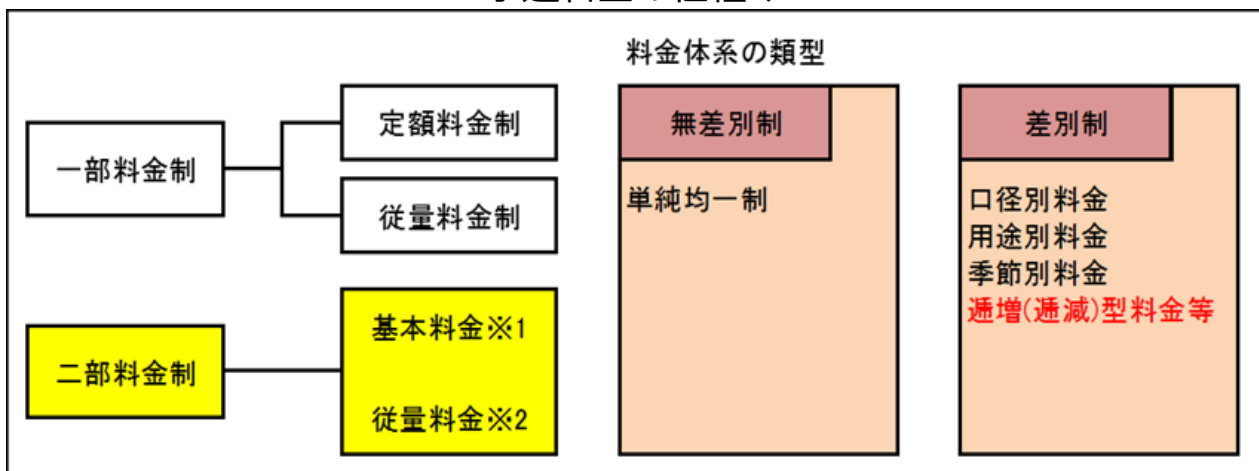 料金体系の類型
一部料金制
定額料金制
従量料金制
二部料金制
基本料金※1
従量料金※2
無差別制
単純均一制
差別制
口径別料金
用途別料金
季節別料金
逓増(逓減)型料金等